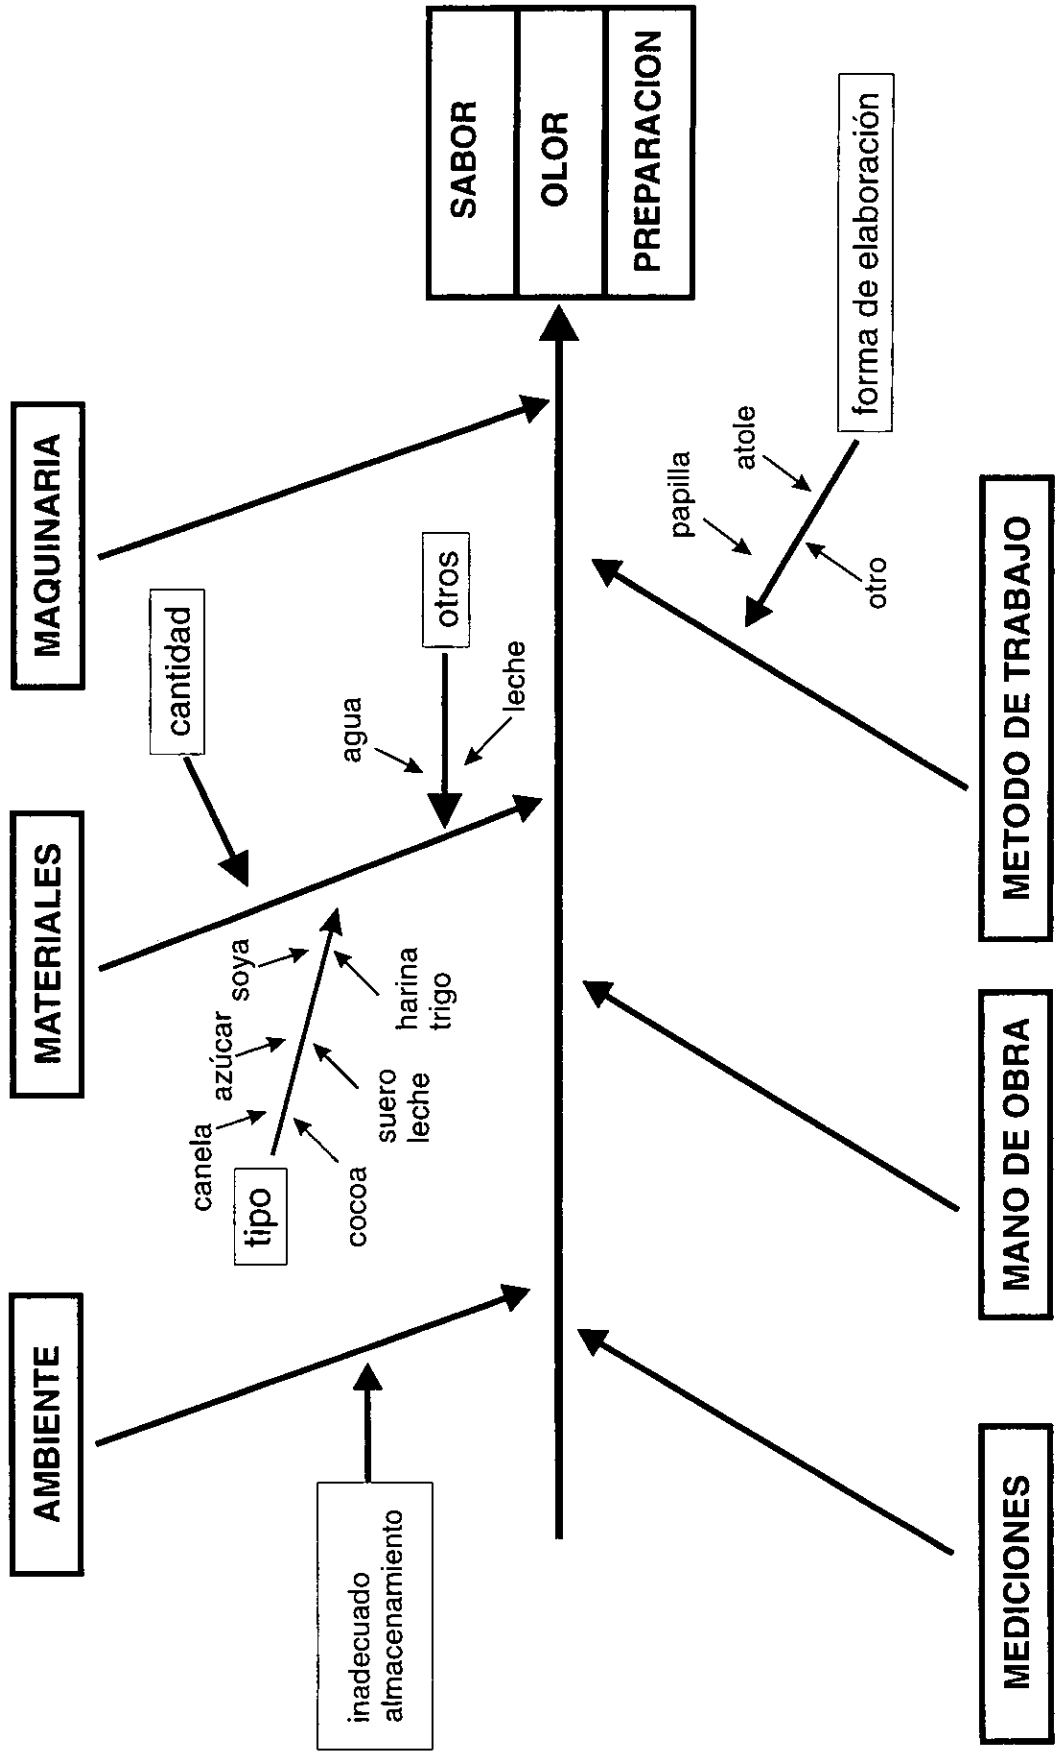 AMBIENTE
MATERIALES
MAQUINARIA
cantidad
canela
azúcar
soya
tipo
cocoa
suero
leche
harina
trigo
agua
otros
leche
inadecuado
almacenamiento
SABOR
OLOR
PREPARACION
papilla
atole
otro
forma de elaboración
MEDICIONES
MANO DE OBRA
METODO DE TRABAJO